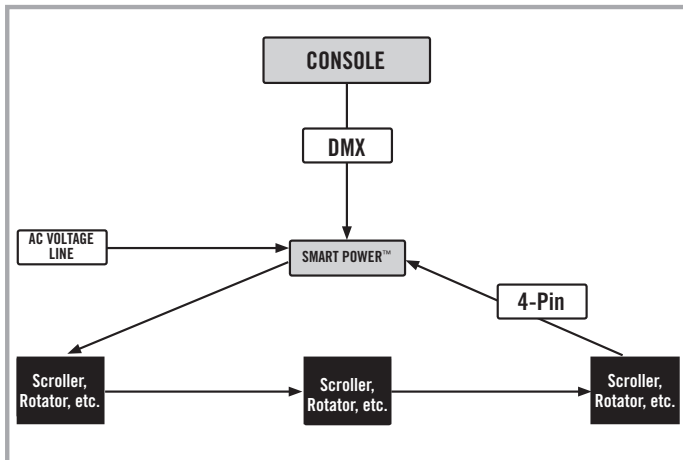 CONSOLE
DMX
AC VOLTAGE
LINE
SMART POWER™
4-Pin
Scroller,
Rotator, etc.
Scroller,
Rotator, etc.
Scroller,
Rotator, etc.